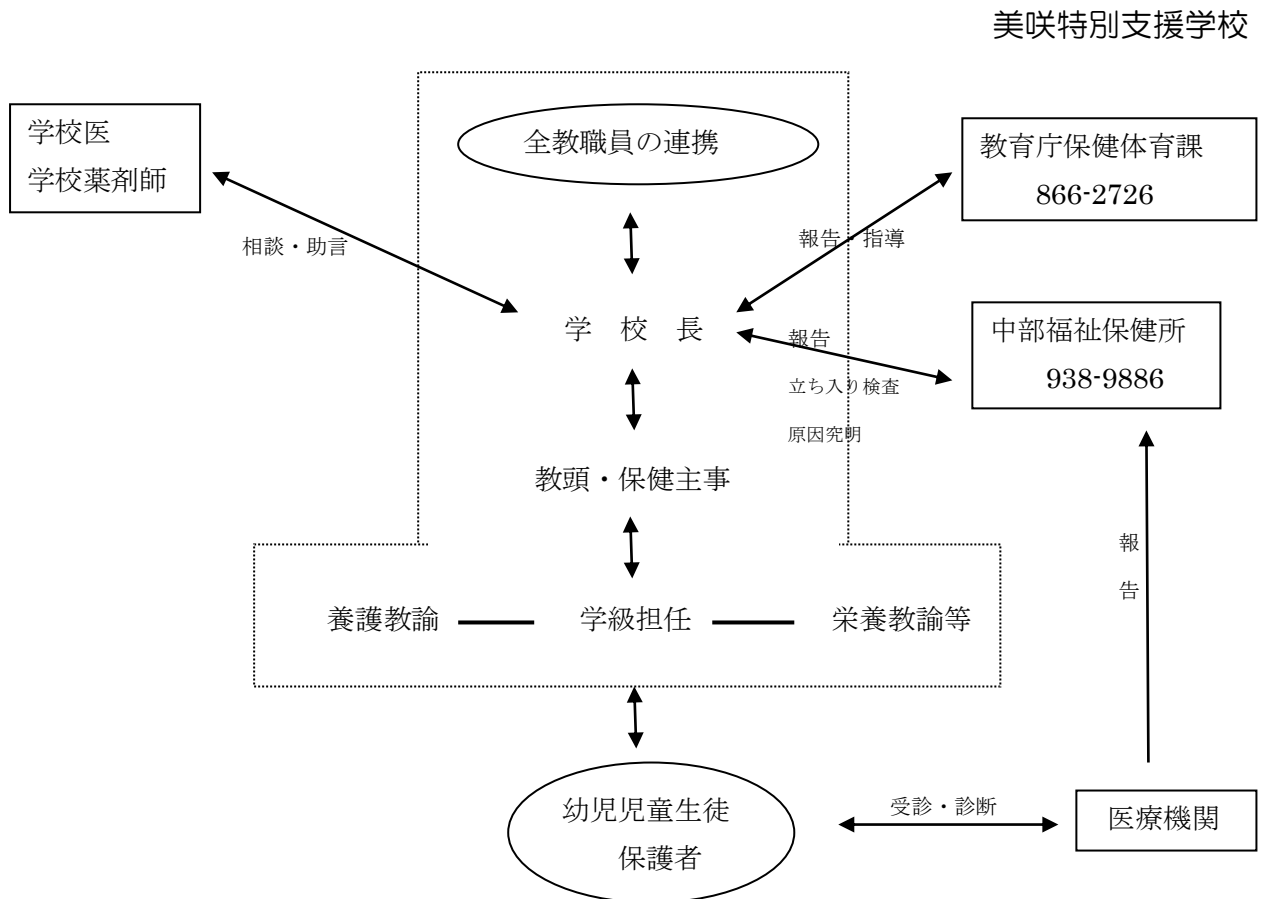 美咲特別支援学校
学校医
学校薬剤師
全教職員の連携
教育庁保健体育課
866-2726
相談・助言
報告・指導
学 校 長
報告
立ち入り検査
原因究明
中部福祉保健所
938-9886
教頭・保健主事
報
告
養護教諭
学級担任
栄養教諭等
幼児児童生徒
保護者
受診・診断
医療機関